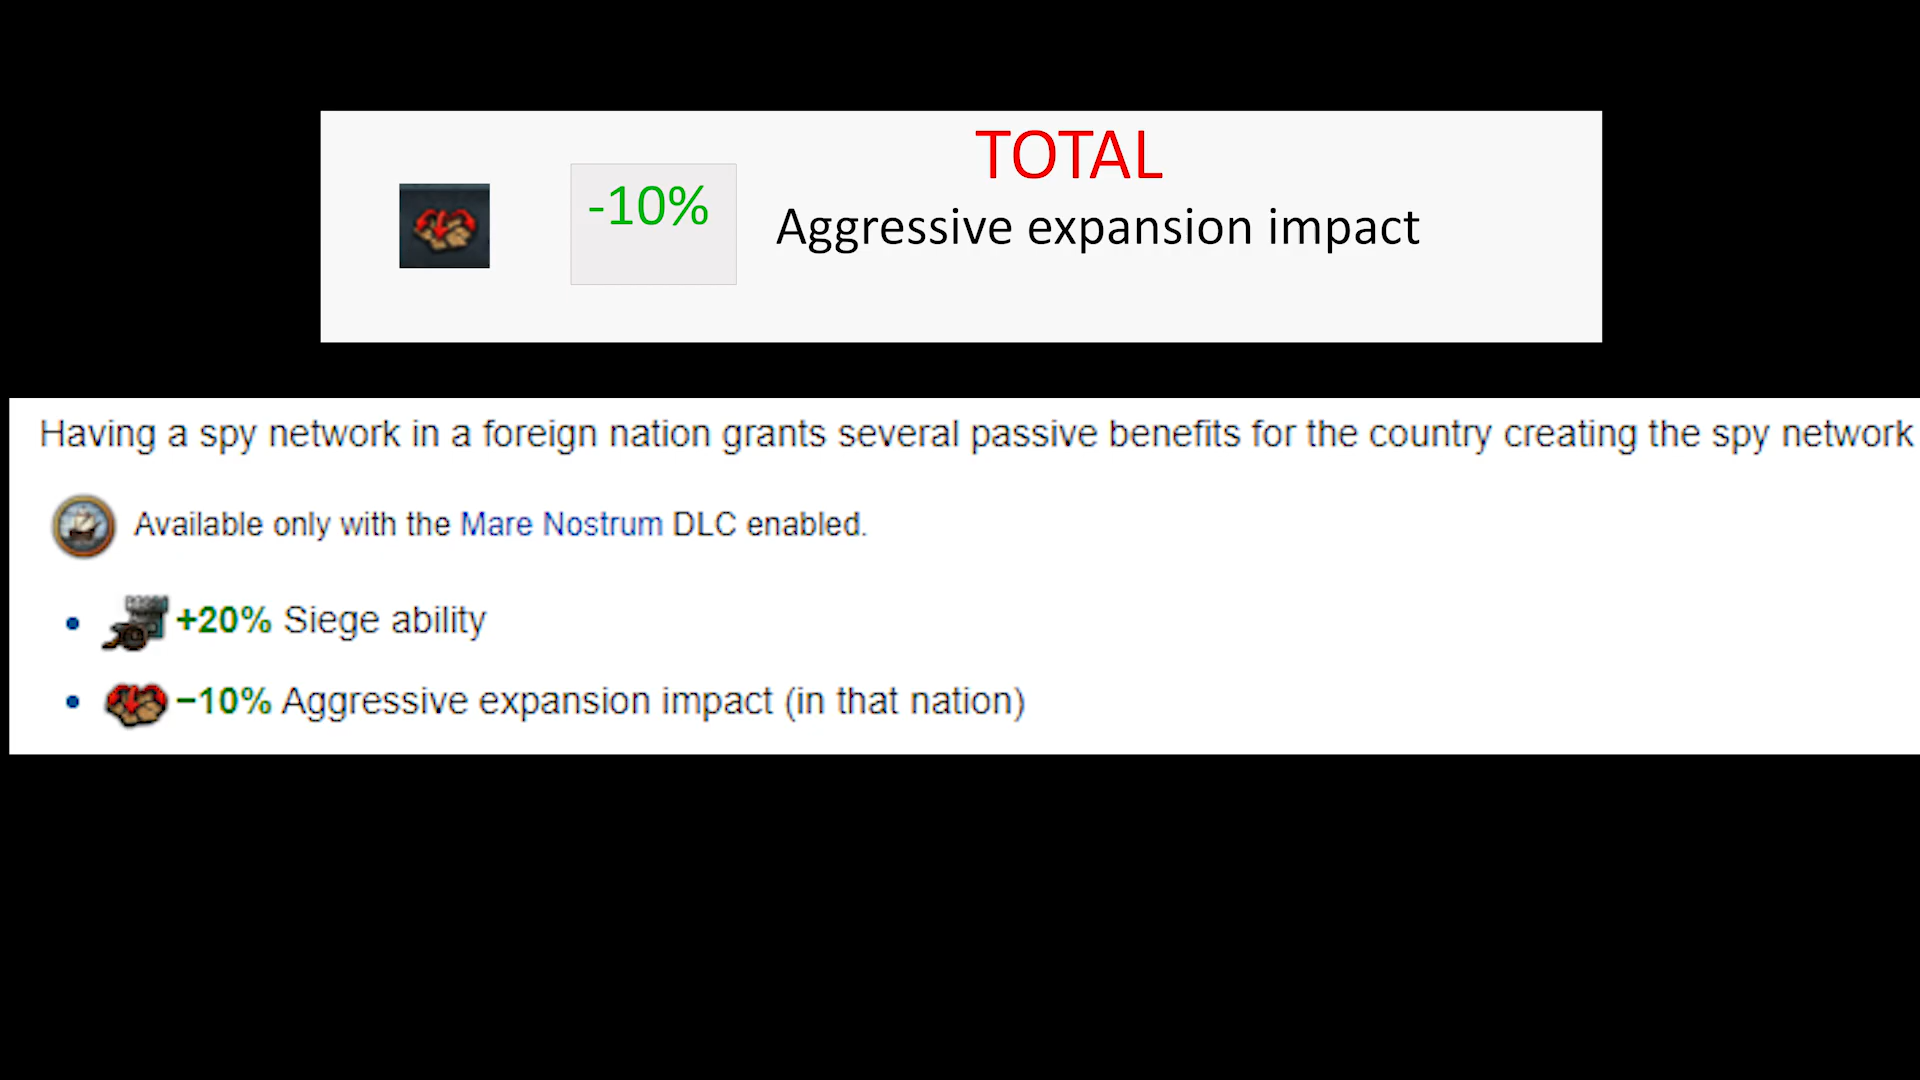 TOTAL
-10%
Aggressive expansion impact
Having a spy network in a foreign nation grants several passive benefits for the country creating the spy network
Available only with the Mare Nostrum DLC enabled.
• +20% Siege ability
• −10% Aggressive expansion impact (in that nation)